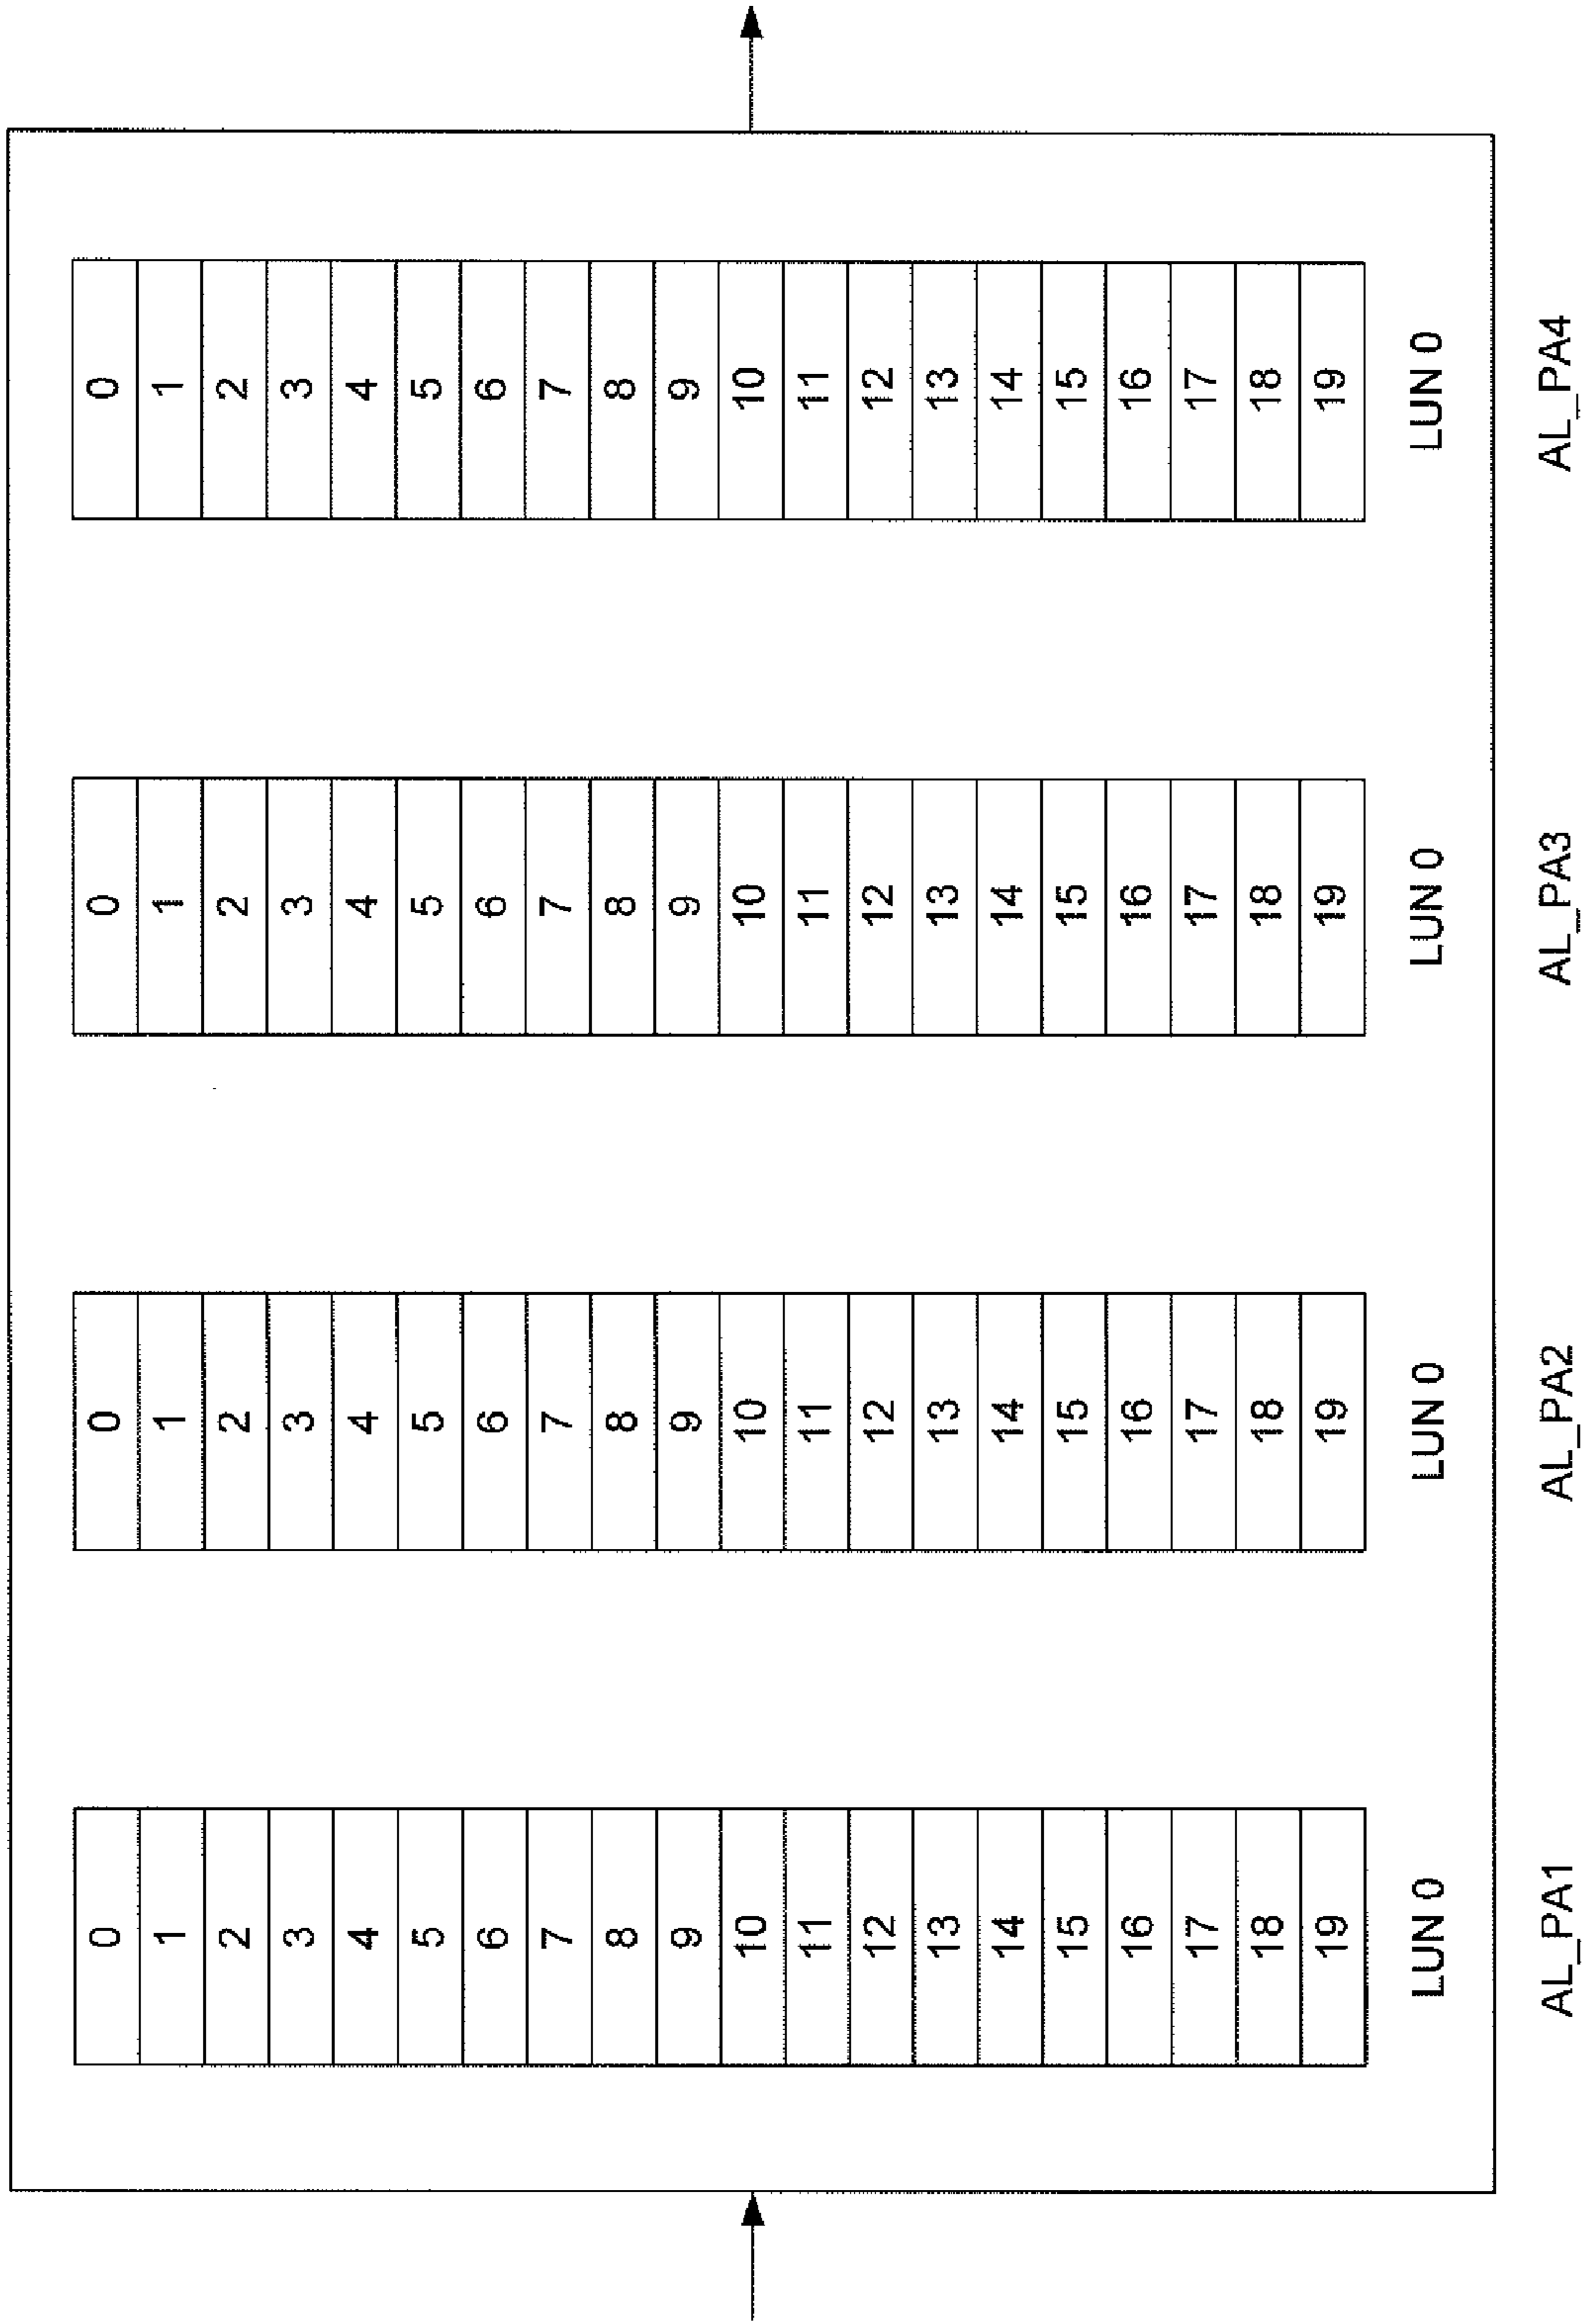 0 0 0 0
1 1 1 1
2 2 2 2
3 3 3 3
4 4 4 4
5 5 5 5
6 6 6 6
7 7 7 7
8 8 8 8
9 9 9 9
10 10 10 10
11 11 11 11
12 12 12 12
13 13 13 13
14 14 14 14
15 15 15 15
16 16 16 16
17 17 17 17
18 18 18 18
19 19 19 19
LUN 0 LUN 0 LUN 0 LUN 0
AL_PA1 AL_PA2 AL_PA3 AL_PA4